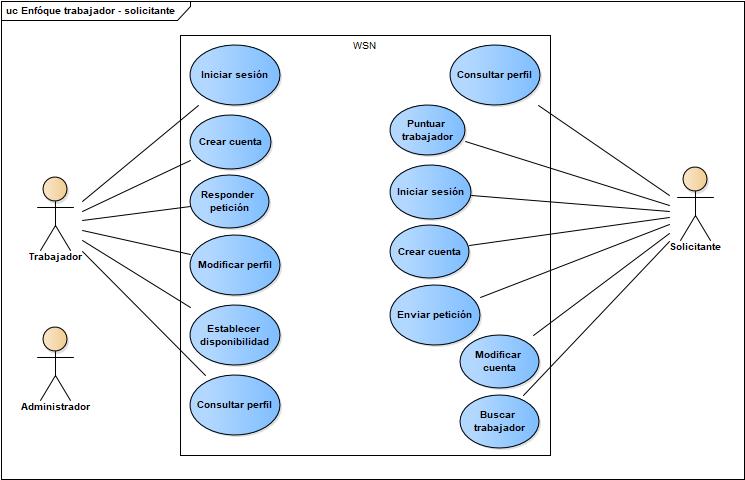 uc Enfóque trabajador - solicitante
WSN
Iniciar sesión
Crear cuenta
Responder
petición
Modificar perfil
Establecer
disponibilidad
Consultar perfil
Consultar perfil
Puntuar
trabajador
Iniciar sesión
Crear cuenta
Enviar petición
Modificar
cuenta
Buscar
trabajador
Trabajador
Administrador
Solicitante